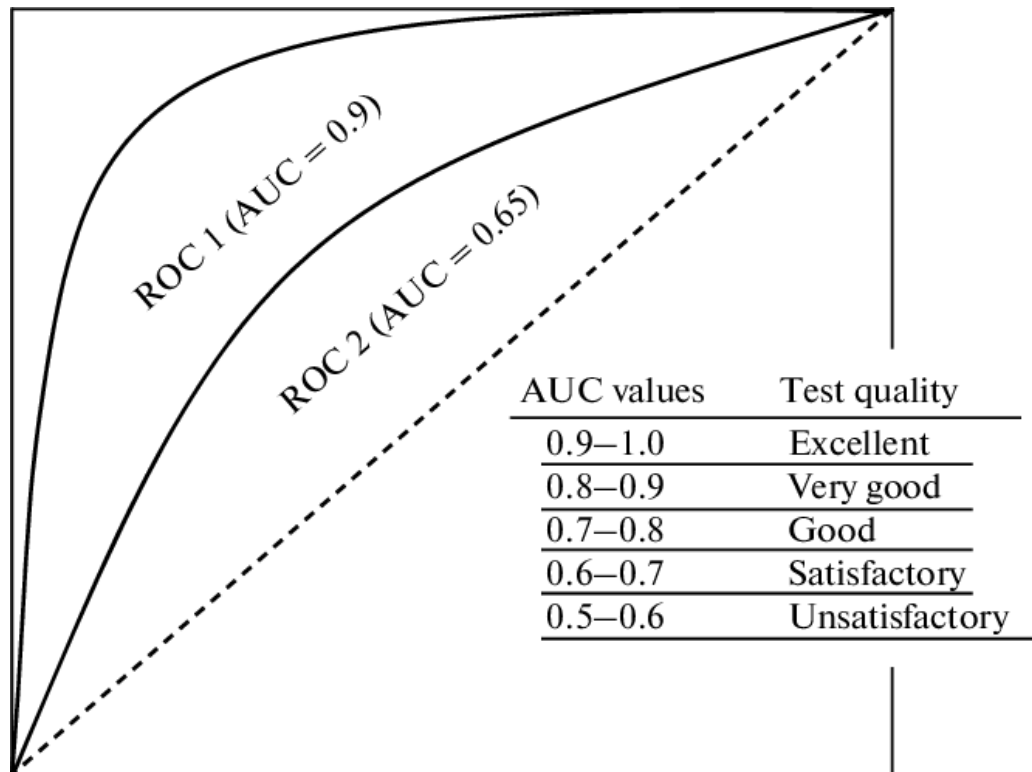 ROC 1 (AUC = 0.9)
ROC 2 (AUC = 0.65)
AUC values Test quality
0.9–1.0 Excellent
0.8–0.9 Very good
0.7–0.8 Good
0.6–0.7 Satisfactory
0.5–0.6 Unsatisfactory